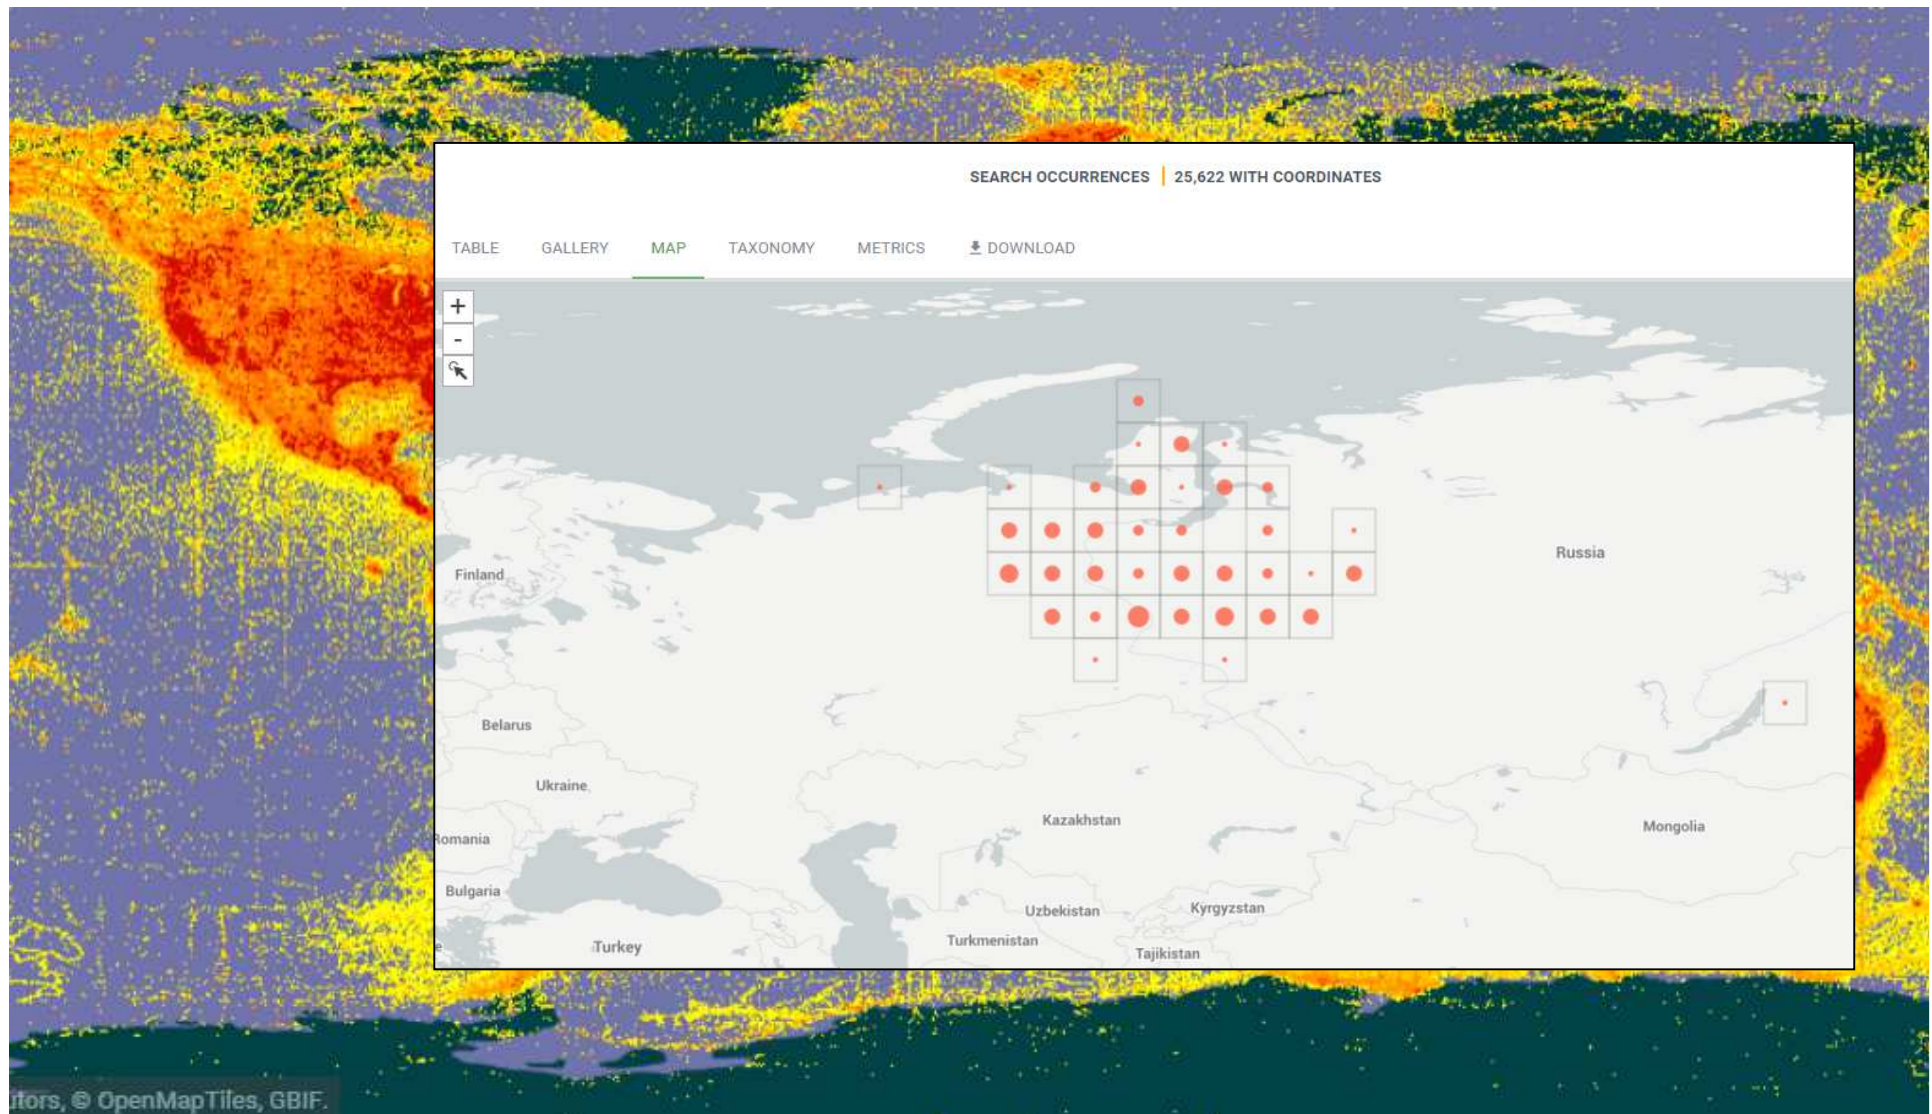 SEARCH OCCURRENCES | 25,622 WITH COORDINATES
TABLE GALLERY MAP TAXONOMY METRICS DOWNLOAD
+
-
Russia
Finland
Belarus
Ukraine
Kazakhstan
Mongolia
Romania
Bulgaria
Uzbekistan
Kyrgyzstan
Turkey
Turkmenistan
Tajikistan
© OpenMapTiles, GBIF.